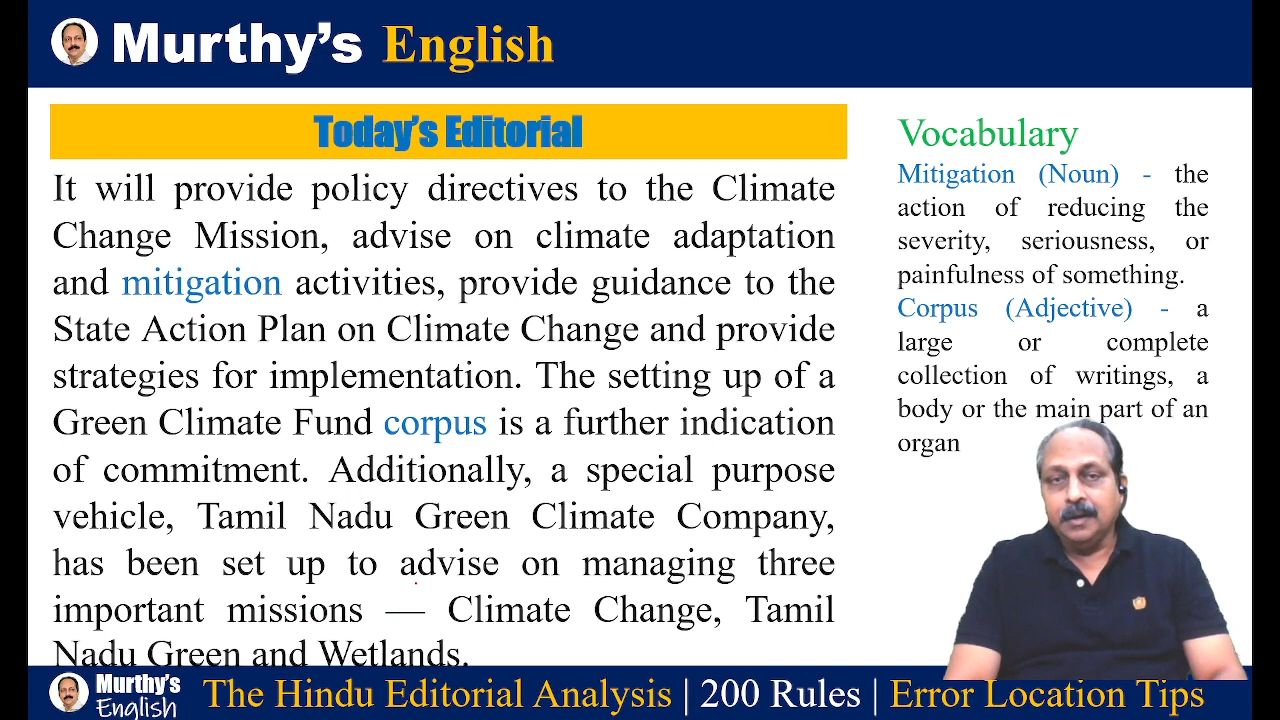 Murthy's English
Today's Editorial
It will provide policy directives to the Climate
Change Mission, advise on climate adaptation
and mitigation activities, provide guidance to the
State Action Plan on Climate Change and provide
strategies for implementation. The setting up of a
Green Climate Fund corpus is a further indication
of commitment. Additionally, a special purpose
vehicle, Tamil Nadu Green Climate Company,
has been set up to advise on managing three
important missions — Climate Change, Tamil
Nadu Green and Wetlands.
Vocabulary
Mitigation (Noun) - the
action of reducing the
severity, seriousness, or
painfulness of something.
Corpus (Adjective) - a
large or complete
collection of writings, a
body or the main part of an
organ
Murthy's
English
The Hindu Editorial Analysis | 200 Rules | Error Location Tips